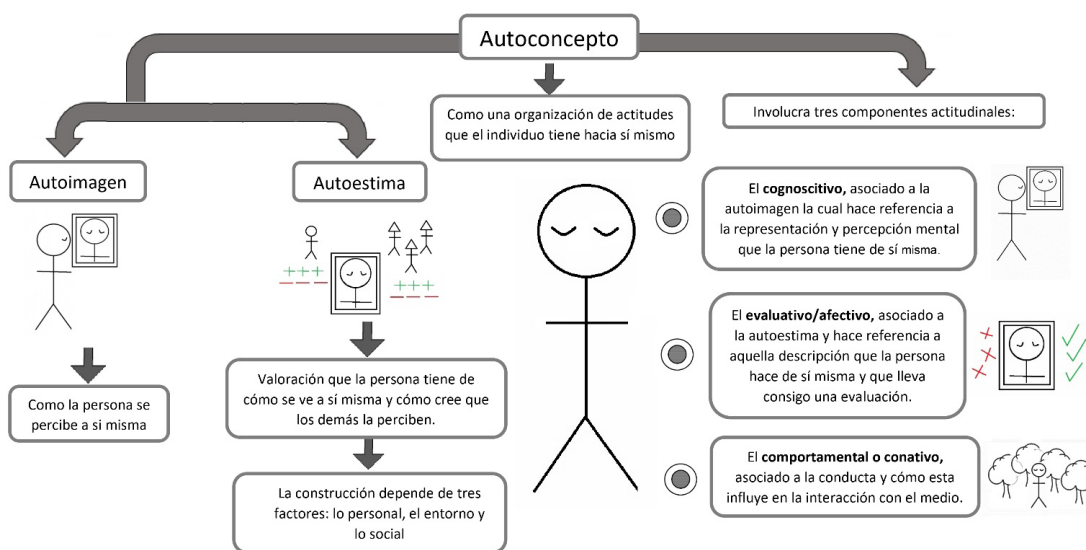 Autoconcepto
Como una organización de actitudes
que el individuo tiene hacia sí mismo
Involucra tres componentes actitudinales:
Autoimagen
Autoestima
Como la persona se
percibe a si misma
Valoración que la persona tiene de
cómo se ve a sí misma y cómo cree que
los demás la perciben.
La construcción depende de tres
factores: lo personal, el entorno y
lo social
El cognoscitivo, asociado a la
autoimagen la cual hace referencia a
la representación y percepción mental
que la persona tiene de sí misma.
El evaluativo/afectivo, asociado a
la autoestima y hace referencia a
aquella descripción que la persona
hace de sí misma y que lleva
consigo una evaluación.
El comportamental o conativo,
asociado a la conducta y cómo esta
influye en la interacción con el medio.